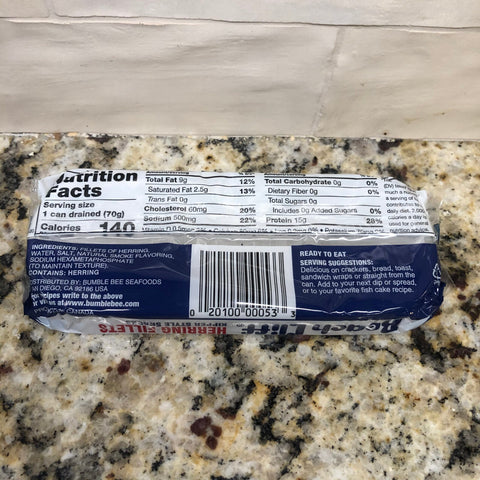 Nutrition
Facts
Serving size
1 can drained (70g)
Calories 140
Total Fat 9g 12%
Saturated Fat 2.5g 13%
Trans Fat 0g
Cholesterol 60mg 20%
Sodium 500mg 22%
Total Carbohydrate 0g 0%
Dietary Fiber 0g 0%
Total Sugars 0g
Includes 0g Added Sugars 0%
Protein 15g 28%
INGREDIENTS: FILLETS OF HERRING,
WATER, SALT, NATURAL SMOKE FLAVORING,
SODIUM HEXAMETAPHOSPHATE
(TO MAINTAIN TEXTURE).
CONTAINS: HERRING
DISTRIBUTED BY: BUMBLE BEE FOODS
SAN DIEGO, CA 92186 USA
recipes write to the above
or visit at www.bumblebee.com
CANADA
0 20100 00053 3
READY TO EAT
SERVING SUGGESTIONS:
Delicious on crackers, bread, toast,
sandwich wraps or straight from the
can. Add to your next dip or spread,
or to your favorite fish cake recipe.
Beach Cliff
HERRING FILLETS